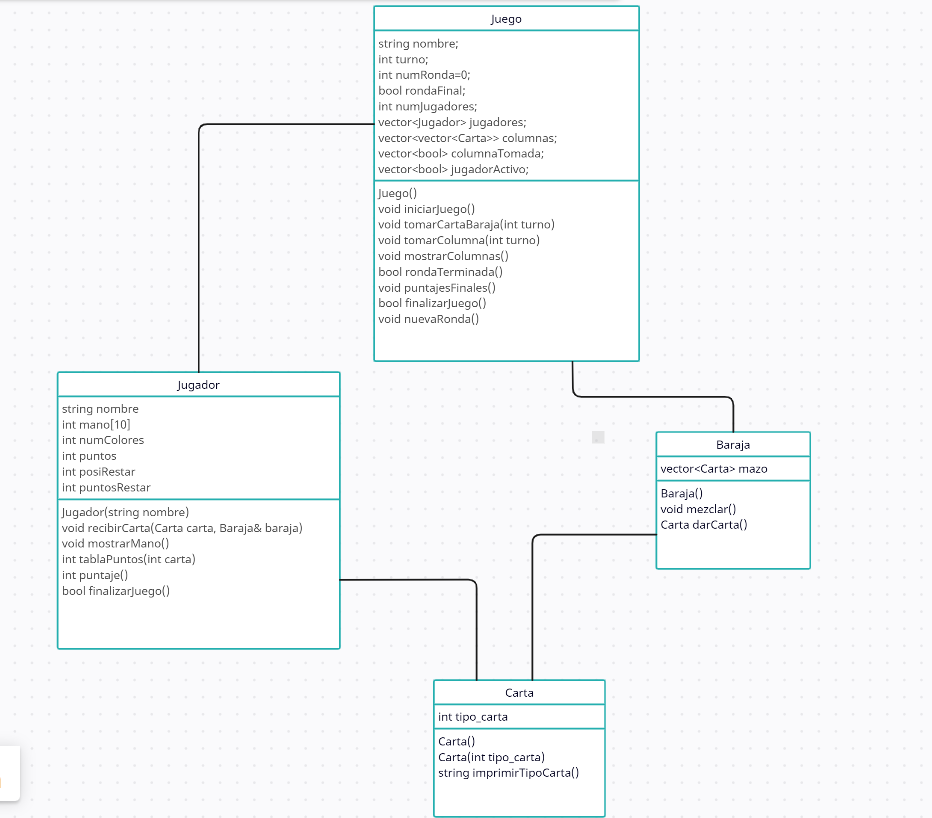 Juego
string nombre;
int turno;
int numRonda=0;
bool rondaFinal;
int numJugadores;
vector<Jugador> jugadores;
vector<vector<Carta>> columnas;
vector<bool> columnaTomada;
vector<bool> jugadorActivo;
Juego()
void iniciarJuego()
void tomarCartaBaraja(int turno)
void tomarColumna(int turno)
void mostrarColumnas()
bool rondaTerminada()
void puntajesFinales()
bool finalizarJuego()
void nuevaRonda()
Jugador
string nombre
int mano[10]
int numColores
int puntos
int posiRestar
int puntosRestar
Jugador(string nombre)
void recibirCarta(Carta carta, Baraja& baraja)
void mostrarMano()
int tablaPuntos(int carta)
int puntaje()
bool finalizarJuego()
Baraja
vector<Carta> mazo
Baraja()
void mezclar()
Carta darCarta()
Carta
int tipo_carta
Carta()
Carta(int tipo_carta)
string imprimirTipoCarta()